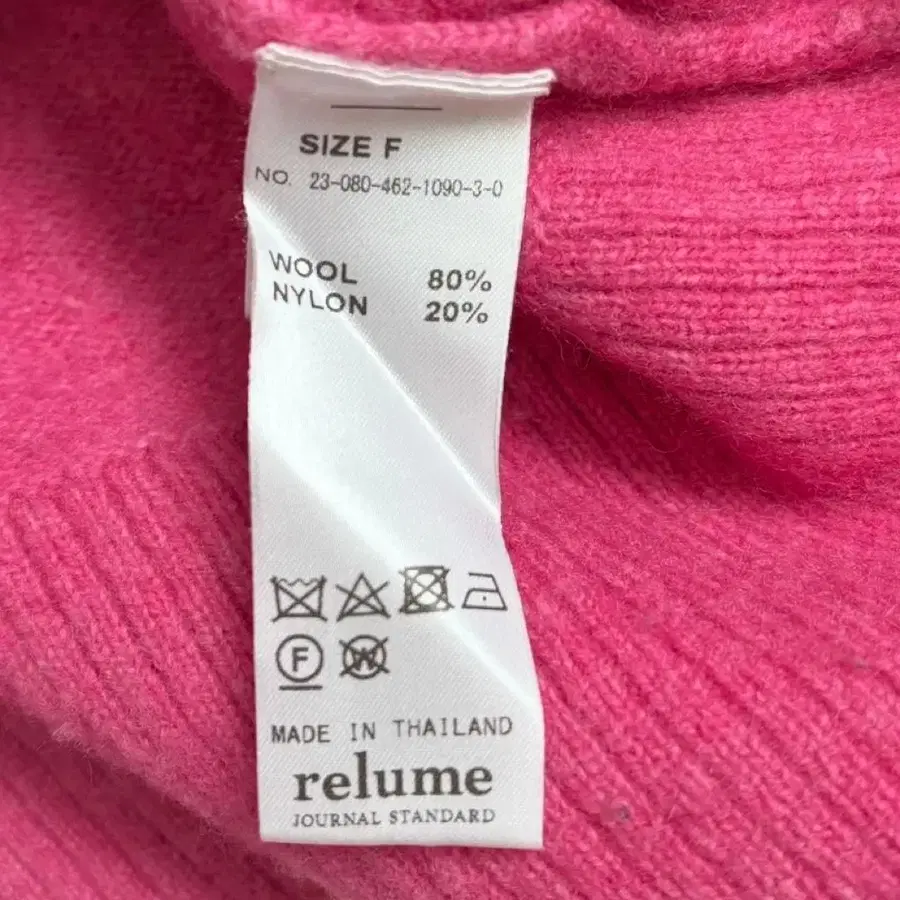 SIZE F
NO. 23-080-462-1090-3-0
WOOL 80%
NYLON 20%
F W
MADE IN THAILAND
relume
JOURNAL STANDARD